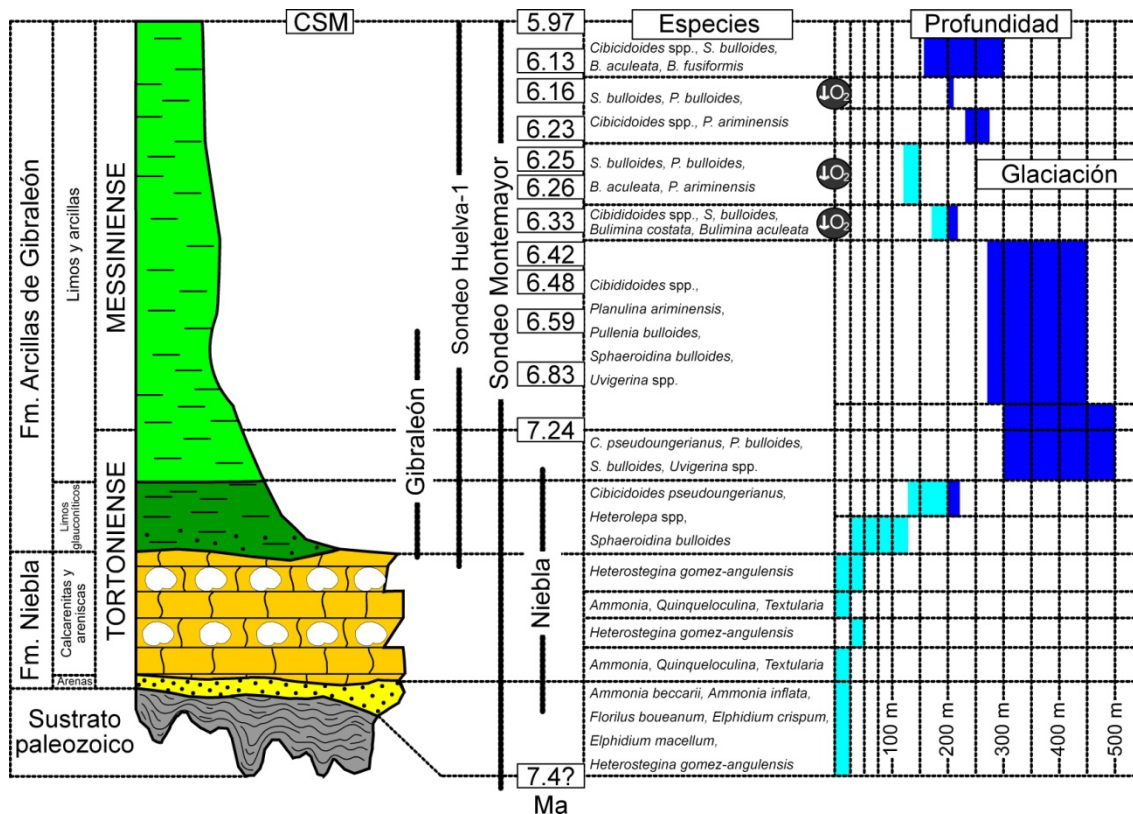 CSM
Especies
Profundidad
Fm. Arcillas de Gibraleón
Fm. Niebla
Limos y arcillas
Limos
glauconíticos
Calcarenitas y
areniscas
Arenas
MESSINIENSE
TORTONIENSE
Sustrato
paleozoico
Gibraleón
Sondeo Huelva-1
Sondeo Montemayor
Niebla
5.97
6.13
6.16
6.23
6.25
6.26
6.33
6.42
6.48
6.59
6.83
7.24
7.4?
Ma
Cibicidoides spp., S. bulloides,
B. aculeata, B. fusiformis
S. bulloides, P. bulloides,
Cibicidoides spp., P. ariminensis
S. bulloides, P. bulloides,
B. aculeata, P. ariminensis
Cibididoides spp., S, bulloides,
Bulimina costata, Bulimina aculeata
Cibididoides spp.,
Planulina ariminensis,
Pullenia bulloides,
Sphaeroidina bulloides,
Uvigerina spp.
C. pseudoungerianus, P. bulloides,
S. bulloides, Uvigerina spp.
Cibicidoides pseudoungerianus,
Heterolepa spp,
Sphaeroidina bulloides
Heterostegina gomez-angulensis
Ammonia, Quinqueloculina, Textularia
Heterostegina gomez-angulensis
Ammonia, Quinqueloculina, Textularia
Ammonia beccarii, Ammonia inflata,
Florilus boueanum, Elphidium crispum,
Elphidium macellum,
Heterostegina gomez-angulensis
↓O₂
↓O₂
↓O₂
Glaciación
100 m
200 m
300 m
400 m
500 m